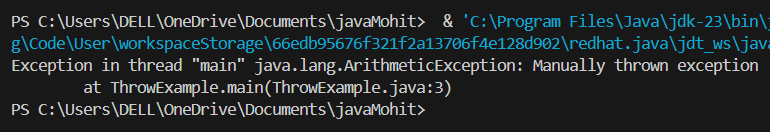 PS C:\Users\DELL\OneDrive\Documents\javaMohit>  & 'C:\Program Files\Java\jdk-23\bin\j
g\Code\User\workspaceStorage\66edb95676f321f2a13706f4e128d902\redhat.java\jdt_ws\java
Exception in thread "main" java.lang.ArithmeticException: Manually thrown exception
        at ThrowExample.main(ThrowExample.java:3)
PS C:\Users\DELL\OneDrive\Documents\javaMohit>